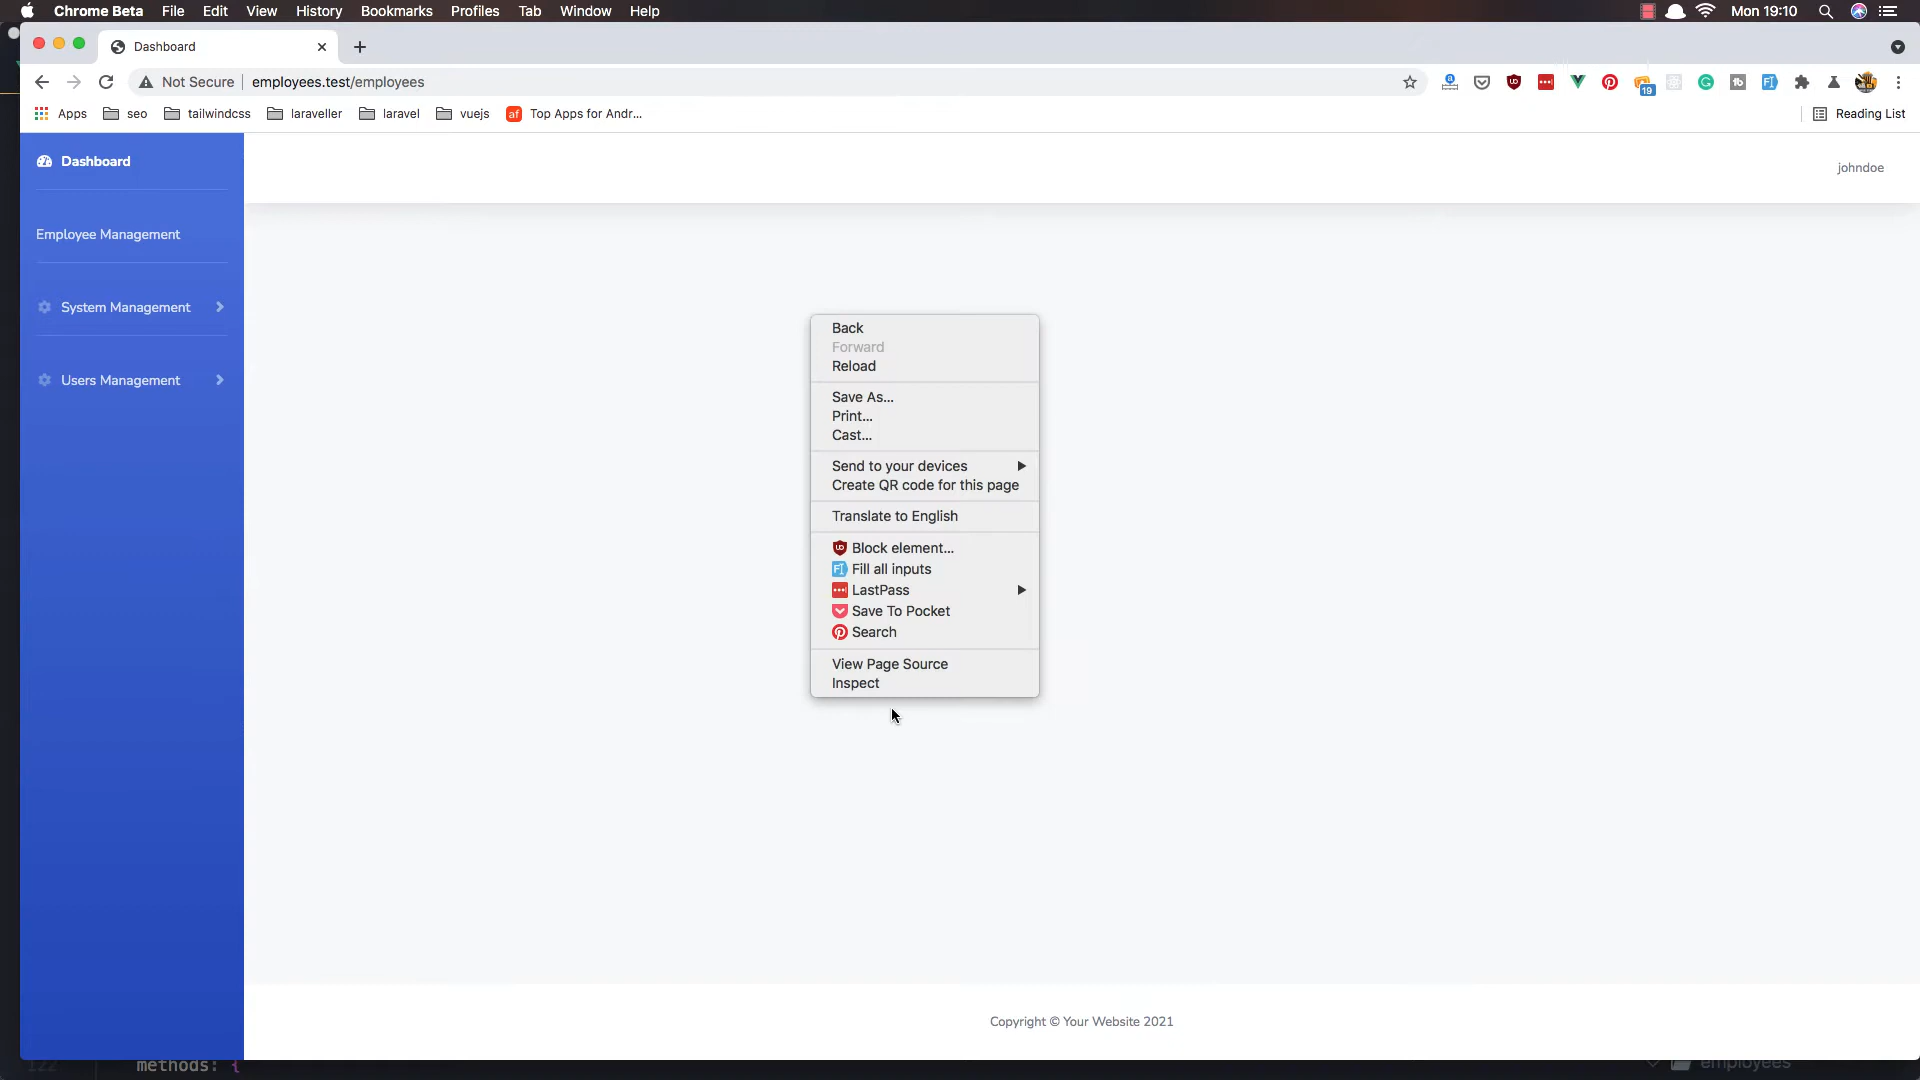 Chrome Beta File Edit View History Bookmarks Profiles Tab Window Help Mon 19:10
Dashboard
Not Secure employees.test/employees 19
Apps seo tailwindcss laraveller laravel vuejs af Top Apps for Andr... Reading List
Dashboard
johndoe
Employee Management
System Management
Users Management
Back
Forward
Reload
Save As...
Print...
Cast...
Send to your devices
Create QR code for this page
Translate to English
Block element...
Fill all inputs
LastPass
Save To Pocket
Search
View Page Source
Inspect
Copyright © Your Website 2021
122 methods: { employees